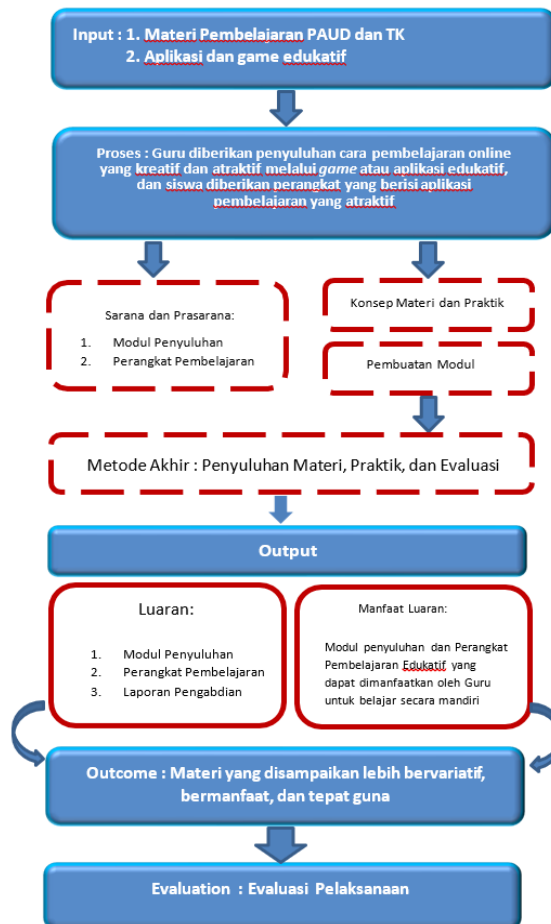 Input : 1. Materi Pembelajaran PAUD dan TK
2. Aplikasi dan game edukatif
Proses : Guru diberikan penyuluhan cara pembelajaran online
yang kreatif dan atraktif melalui game atau aplikasi edukatif,
dan siswa diberikan perangkat yang berisi aplikasi
pembelajaran yang atraktif
Sarana dan Prasarana:
1. Modul Penyuluhan
2. Perangkat Pembelajaran
Konsep Materi dan Praktik
Pembuatan Modul
Metode Akhir : Penyuluhan Materi, Praktik, dan Evaluasi
Output
Luaran:
1. Modul Penyuluhan
2. Perangkat Pembelajaran
3. Laporan Pengabdian
Manfaat Luaran:
Modul penyuluhan dan Perangkat
Pembelajaran Edukatif yang
dapat dimanfaatkan oleh Guru
untuk belajar secara mandiri
Outcome : Materi yang disampaikan lebih bervariatif,
bermanfaat, dan tepat guna
Evaluation : Evaluasi Pelaksanaan